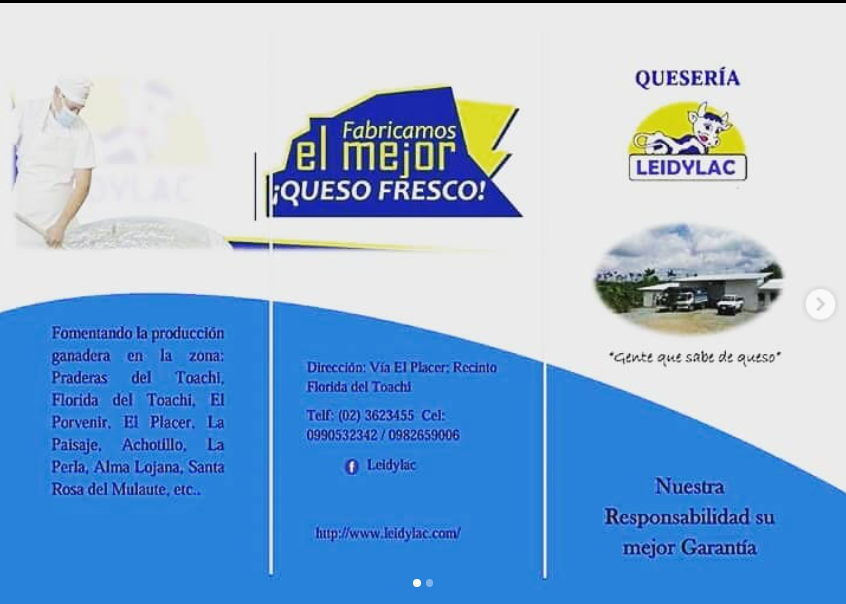 Fabricamos
el mejor
¡QUESO FRESCO!
Fomentando la producción
ganadera en la zona:
Praderas del Toachi,
Florida del Toachi, El
Porvenir, El Placer, La
Paisaje, Achotillo, La
Perla, Alma Lojana, Santa
Rosa del Mulaute, etc..
Dirección: Vía El Placer; Recinto
Florida del Toachi
Telf: (02) 3623455 Cel:
0990532342 / 0982659006
Leidylac
http://www.leidylac.com/
QUESERÍA
LEIDYLAC
"Gente que sabe de queso"
Nuestra
Responsabilidad su
mejor Garantía